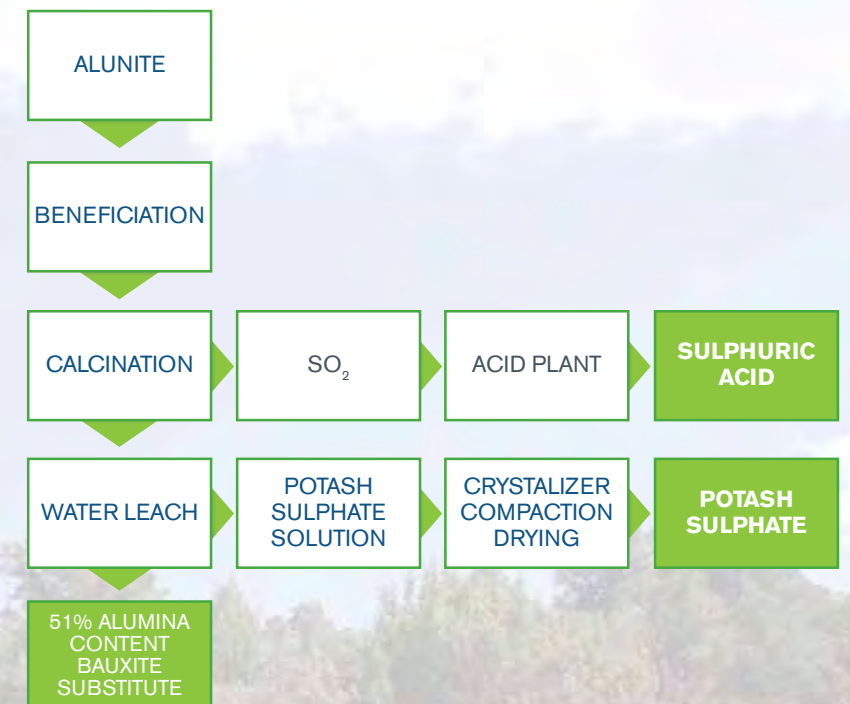 ALUNITE
BENEFICIATION
CALCINATION
SO₂
ACID PLANT
SULPHURIC
ACID
WATER LEACH
POTASH
SULPHATE
SOLUTION
CRYSTALIZER
COMPACTION
DRYING
POTASH
SULPHATE
51% ALUMINA
CONTENT
BAUXITE
SUBSTITUTE